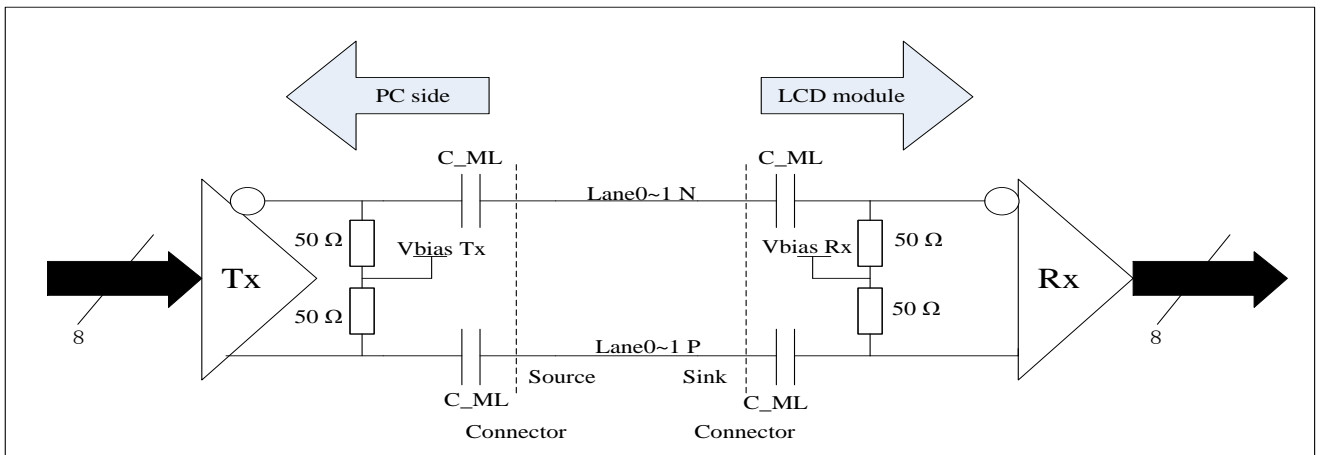 PC side
LCD module
C_ML
C_ML
Lane0~1 N
50 Ω
Vbias Tx
Vbias Rx
50 Ω
Tx
Rx
50 Ω
50 Ω
8
8
Lane0~1 P
Source
Sink
C_ML
C_ML
Connector
Connector